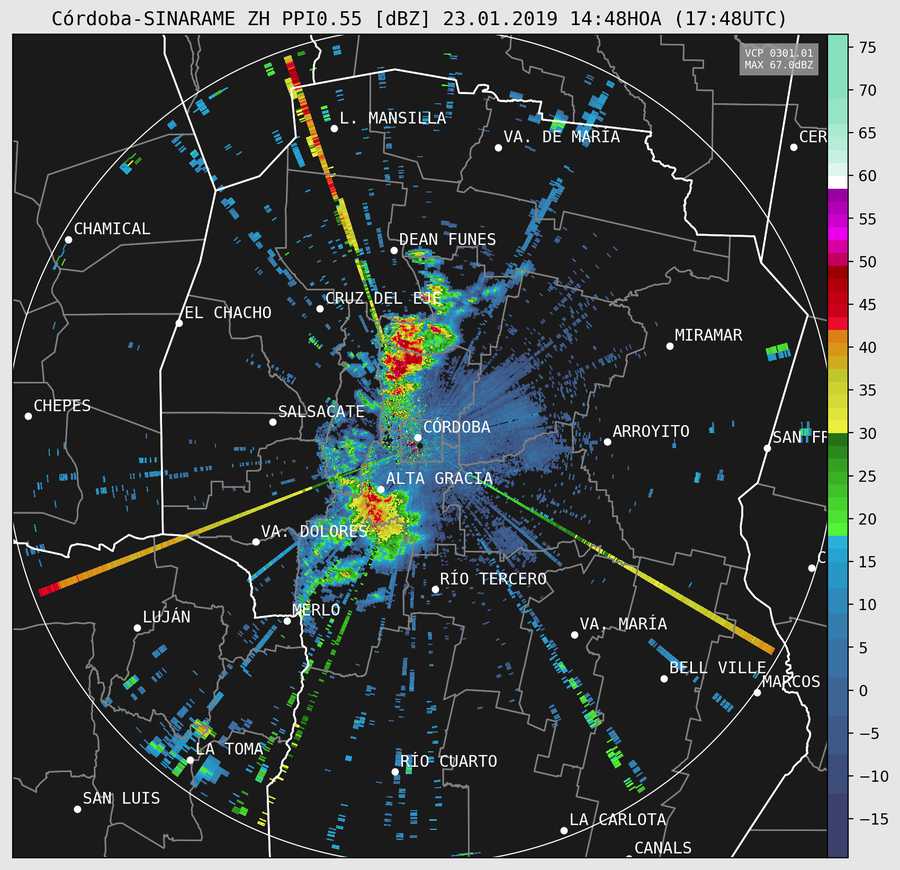 Córdoba-SINARAME ZH PPI0.55 [dBZ] 23.01.2019 14:48HOA (17:48UTC)
VCP 0301.01
MAX 67.0dBZ
75
70
65
60
55
50
45
40
35
30
25
20
15
10
5
0
−5
−10
−15
L. MANSILLA
VA. DE MARIA
CER
CHAMICAL
DEAN FUNES
CRUZ DEL EJE
EL CHACHO
MIRAMAR
CHEPES
SALSACATE
CÓRDOBA
ARROYITO
SAN FR
ALTA GRACIA
VA. DOLORES
C
RÍO TERCERO
MERLO
LUJÁN
VA. MARÍA
BELL VILLE
MARCOS
LA TOMA
RÍO CUARTO
SAN LUIS
LA CARLOTA
CANALS